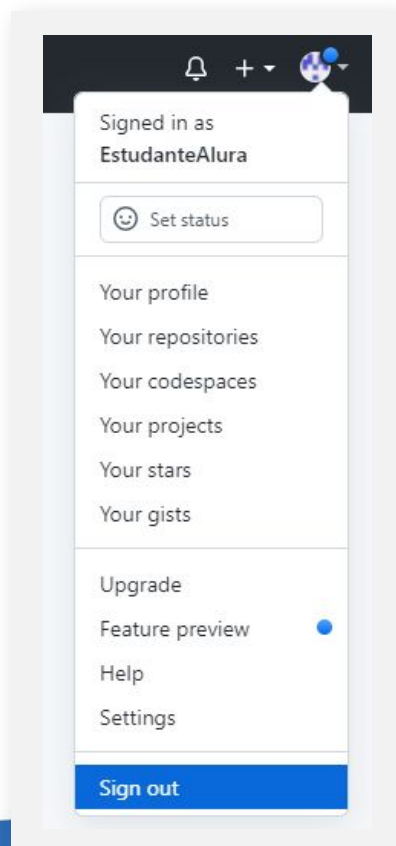 Signed in as
EstudanteAlura
Set status
Your profile
Your repositories
Your codespaces
Your projects
Your stars
Your gists
Upgrade
Feature preview
Help
Settings
Sign out